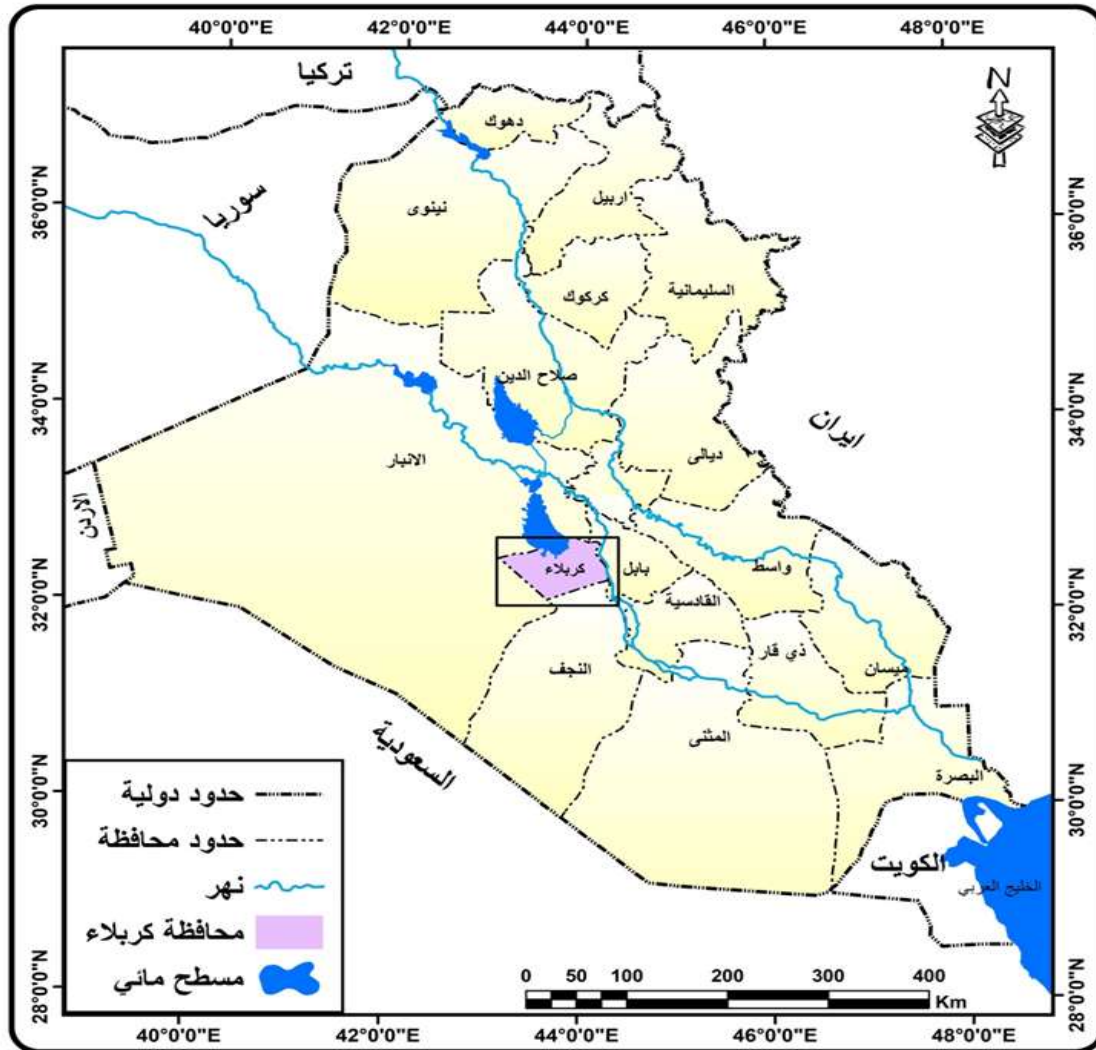 40°0'0"E 42°0'0"E 44°0'0"E 46°0'0"E 48°0'0"E
N
تركيا
سوريا
ايران
الاردن
السعودية
الكويت
الخليج العربي
دهوك
نينوى
اربيل
كركوك
السليمانية
صلاح الدين
ديالى
الانبار
كربلاء
بابل
واسط
القادسية
النجف
ذي قار
ميسان
المثنى
البصرة
36°0'0"N
34°0'0"N
32°0'0"N
30°0'0"N
28°0'0"N
36°0'0"N
34°0'0"N
32°0'0"N
30°0'0"N
28°0'0"N
حدود دولية
حدود محافظة
نهر
محافظة كربلاء
مسطح مائي
0 50 100 200 300 400
Km
40°0'0"E 42°0'0"E 44°0'0"E 46°0'0"E 48°0'0"E